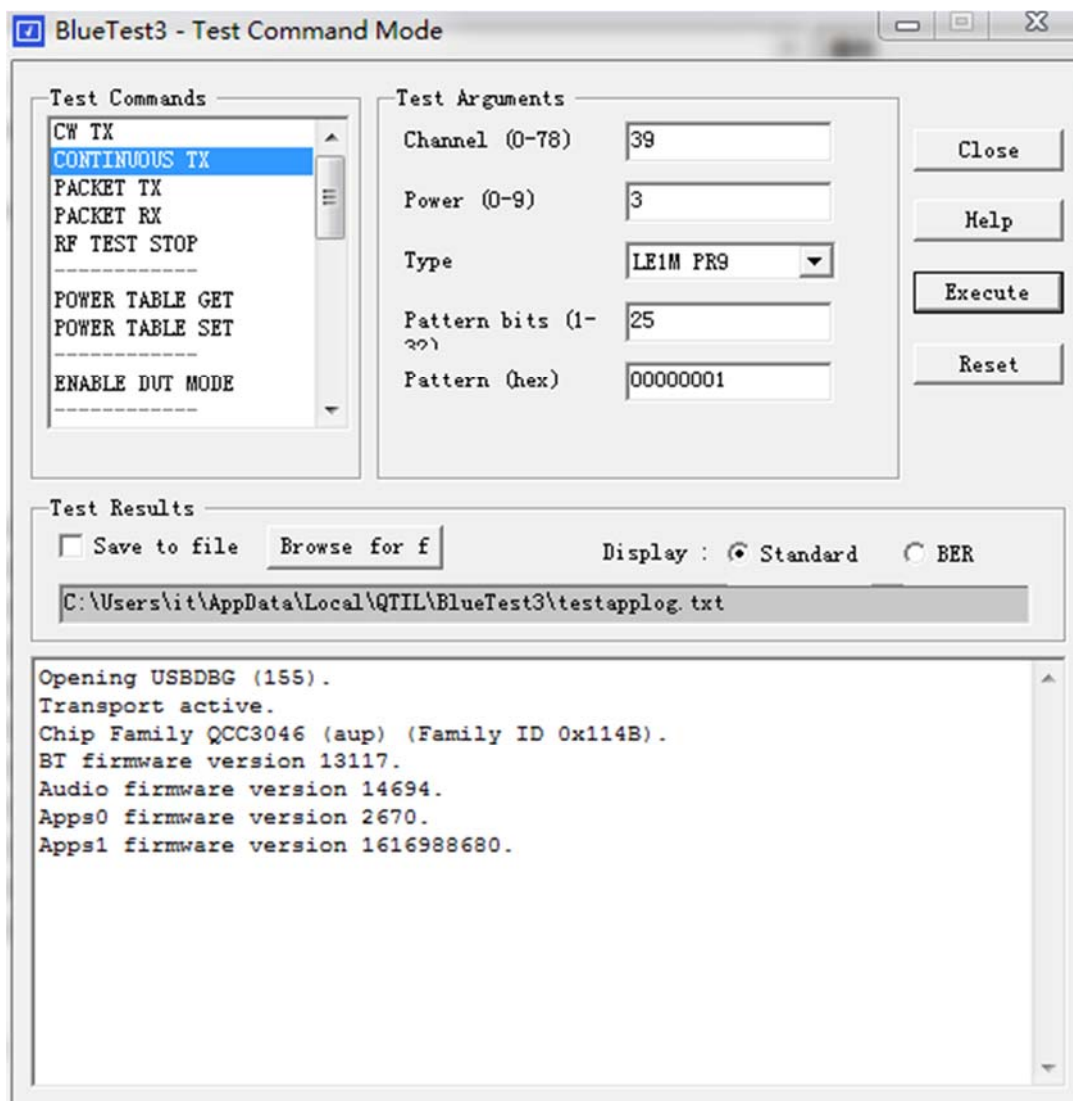 BlueTest3 - Test Command Mode
Test Commands
CW TX
CONTINUOUS TX
PACKET TX
PACKET RX
RF TEST STOP
------------
POWER TABLE GET
POWER TABLE SET
------------
ENABLE DUT MODE
------------
Test Arguments
Channel (0-78) 39
Power (0-9) 3
Type LE1M PR9
Pattern bits (1-
32) 25
Pattern (hex) 00000001
Close
Help
Execute
Reset
Test Results
Save to file Browse for f Display : Standard BER
C:\Users\it\AppData\Local\QTIL\BlueTest3\testapplog.txt
Opening USBDBG (155).
Transport active.
Chip Family QCC3046 (aup) (Family ID 0x114B).
BT firmware version 13117.
Audio firmware version 14694.
Apps0 firmware version 2670.
Apps1 firmware version 1616988680.